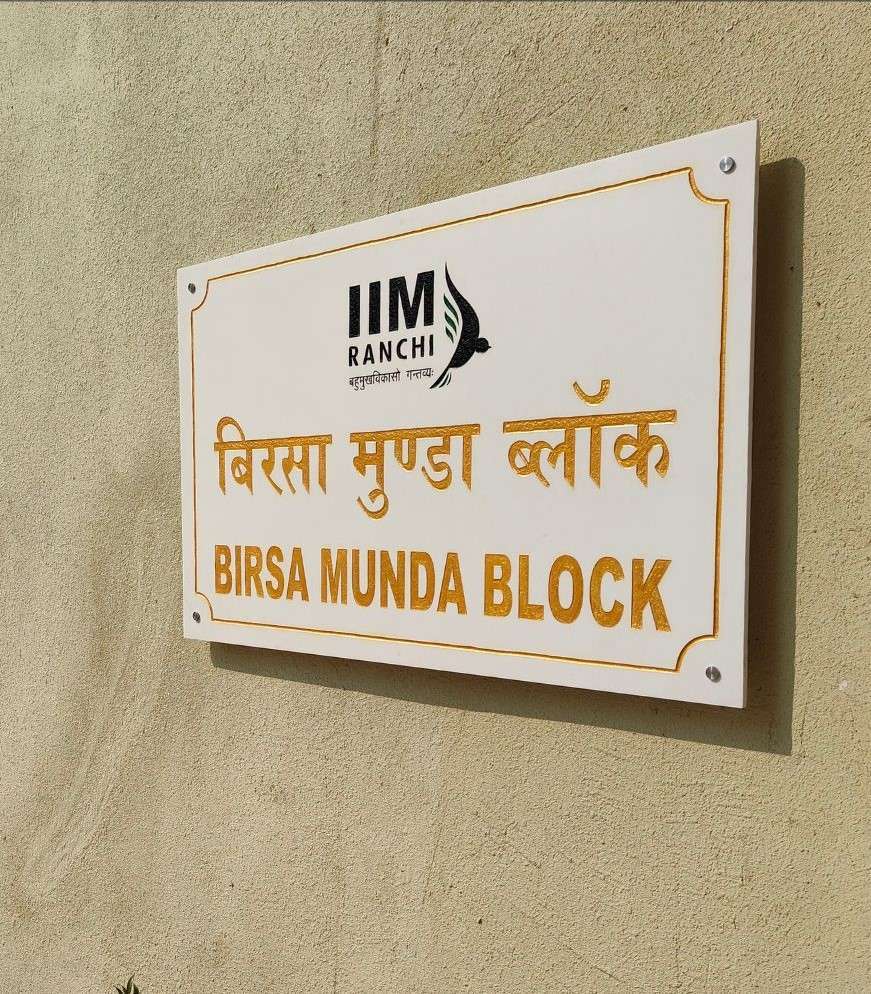 IIM
RANCHI
बहुमुखविकासो गन्तव्यः
बिरसा मुण्डा ब्लॉक
BIRSA MUNDA BLOCK